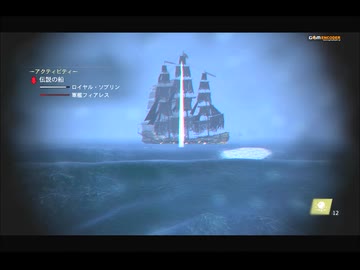 ーアクティビティー
伝説の船
ロイヤル・ソブリン
軍艦フィアレス
12